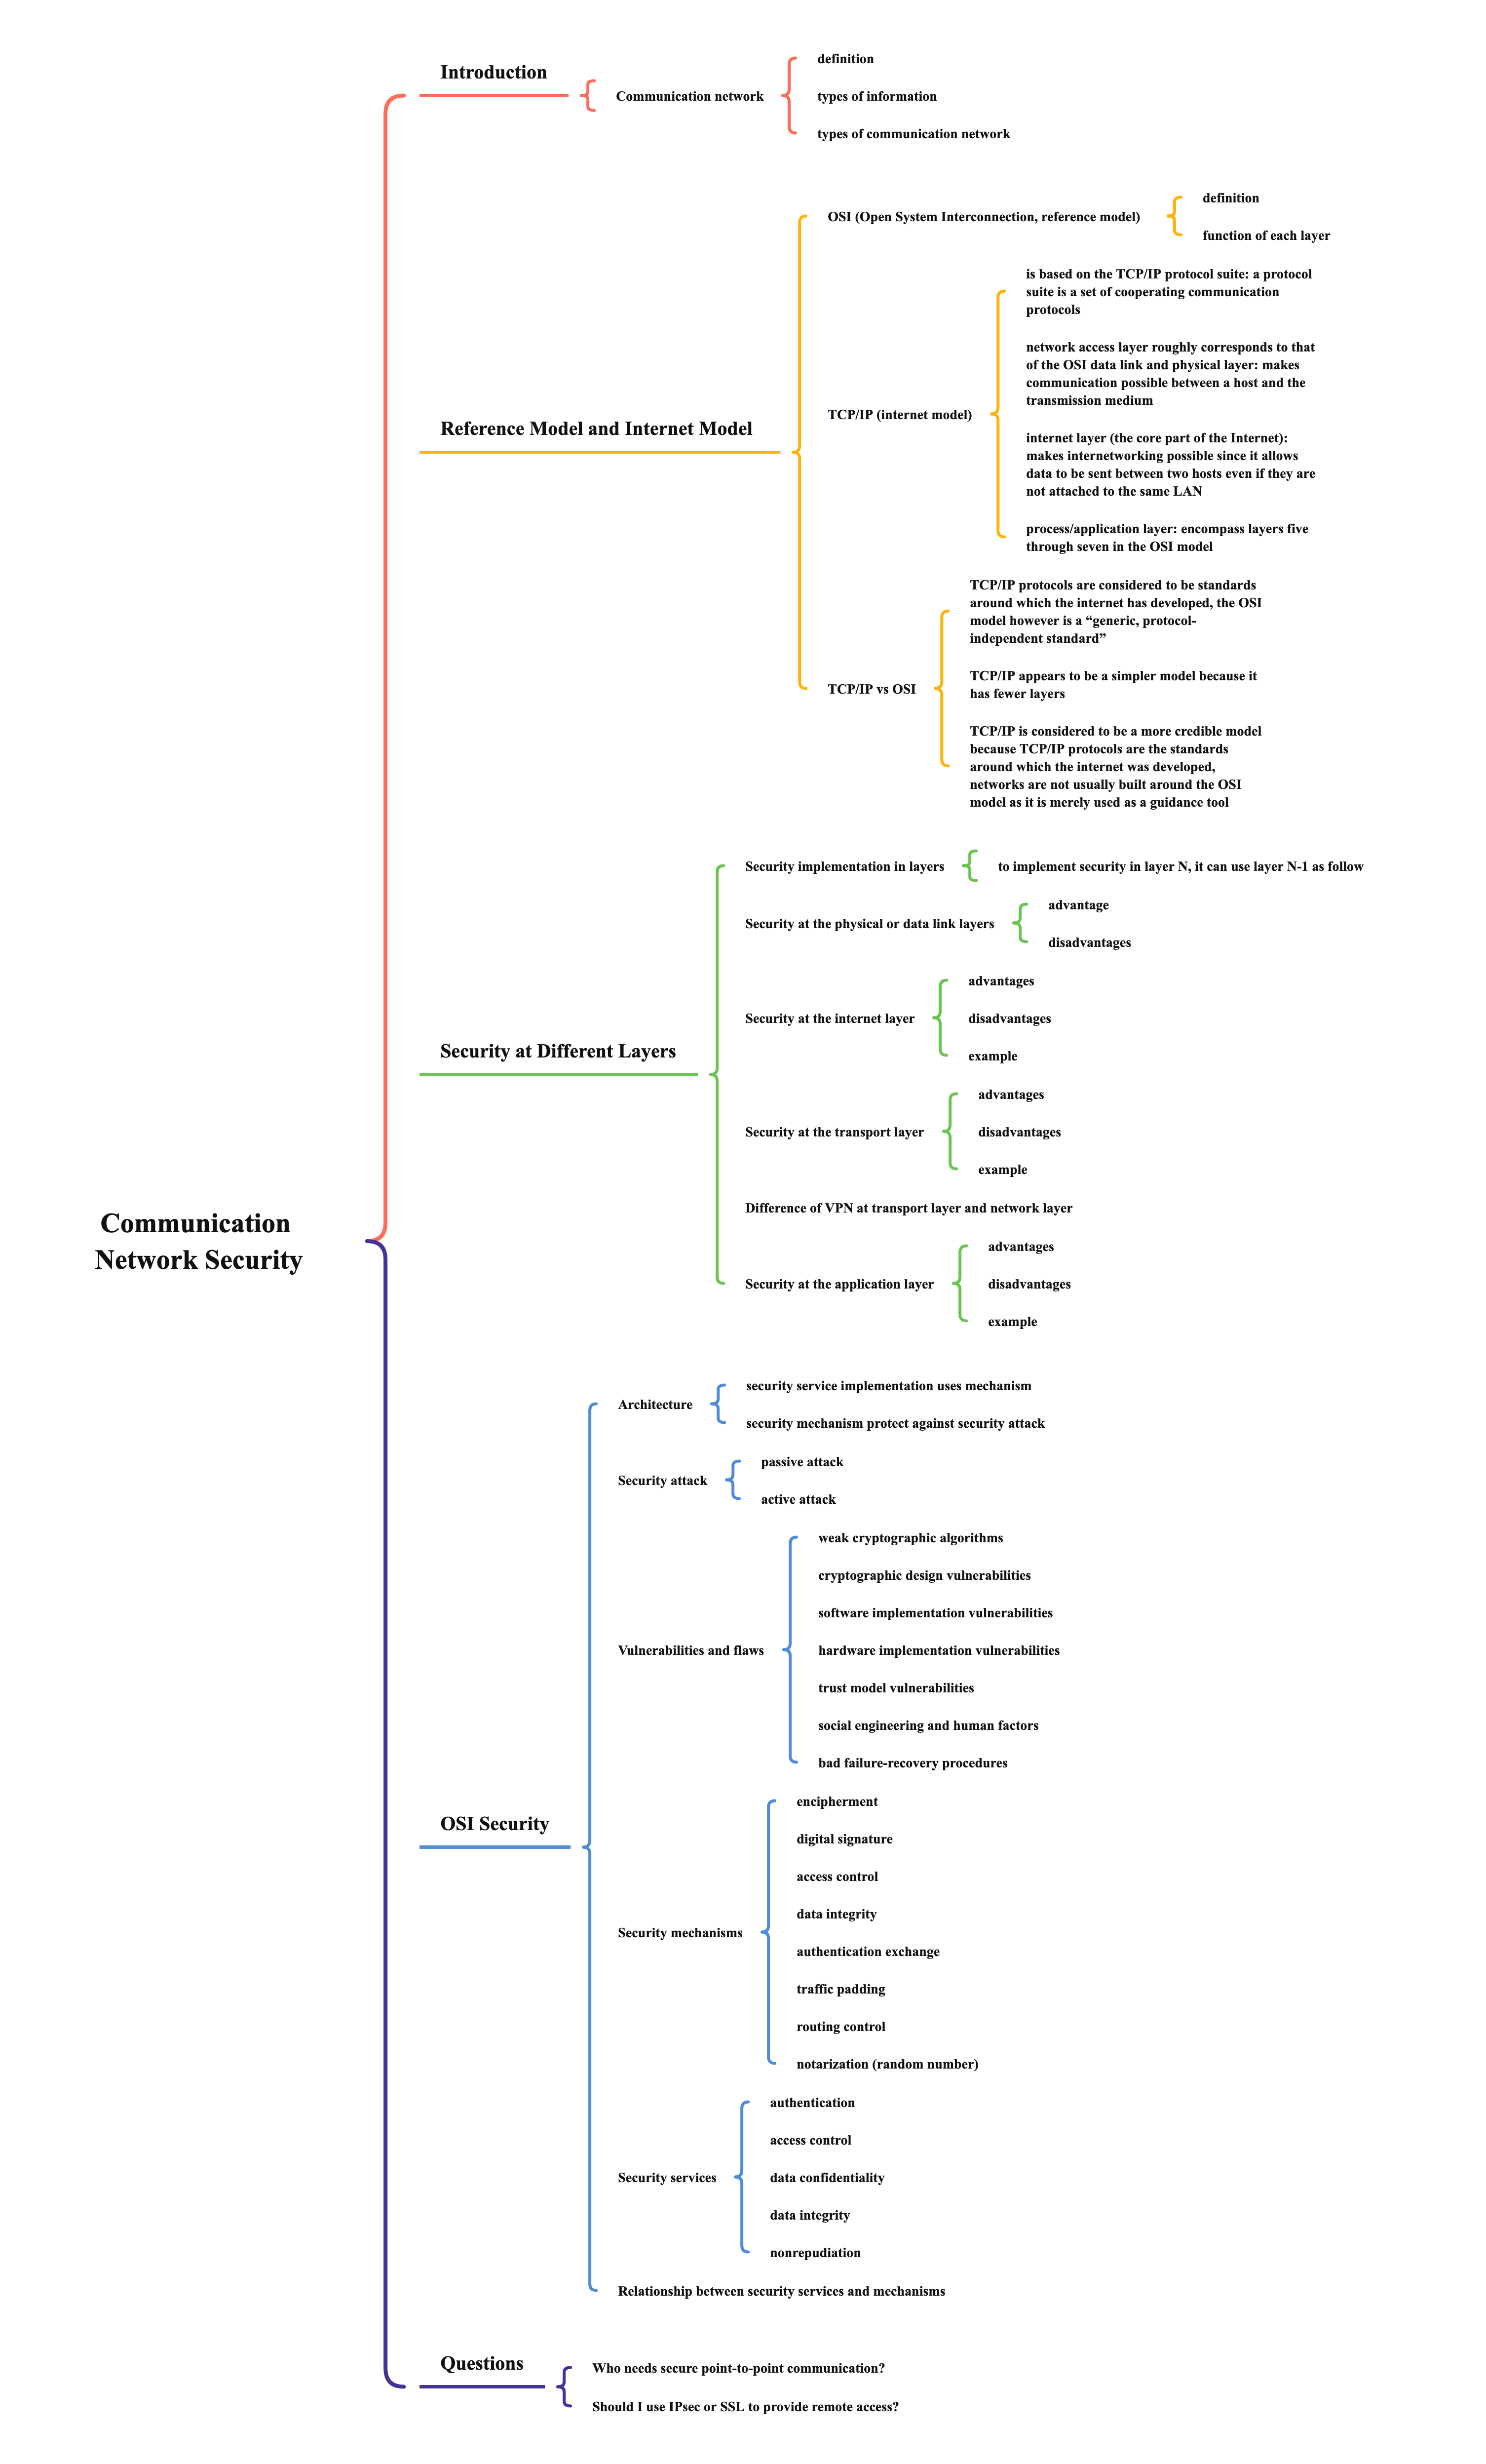 Introduction
Communication network
definition
types of information
types of communication network
Reference Model and Internet Model
OSI (Open System Interconnection, reference model)
definition
function of each layer
TCP/IP (internet model)
is based on the TCP/IP protocol suite: a protocol
suite is a set of cooperating communication
protocols
network access layer roughly corresponds to that
of the OSI data link and physical layer: makes
communication possible between a host and the
transmission medium
internet layer (the core part of the Internet):
makes internetworking possible since it allows
data to be sent between two hosts even if they are
not attached to the same LAN
process/application layer: encompass layers five
through seven in the OSI model
TCP/IP vs OSI
TCP/IP protocols are considered to be standards
around which the internet has developed, the OSI
model however is a “generic, protocol-
independent standard”
TCP/IP appears to be a simpler model because it
has fewer layers
TCP/IP is considered to be a more credible model
because TCP/IP protocols are the standards
around which the internet was developed,
networks are not usually built around the OSI
model as it is merely used as a guidance tool
Security at Different Layers
Security implementation in layers
to implement security in layer N, it can use layer N-1 as follow
Security at the physical or data link layers
advantage
disadvantages
Security at the internet layer
advantages
disadvantages
example
Security at the transport layer
advantages
disadvantages
example
Difference of VPN at transport layer and network layer
Security at the application layer
advantages
disadvantages
example
Communication
Network Security
OSI Security
Architecture
security service implementation uses mechanism
security mechanism protect against security attack
Security attack
passive attack
active attack
Vulnerabilities and flaws
weak cryptographic algorithms
cryptographic design vulnerabilities
software implementation vulnerabilities
hardware implementation vulnerabilities
trust model vulnerabilities
social engineering and human factors
bad failure-recovery procedures
Security mechanisms
encipherment
digital signature
access control
data integrity
authentication exchange
traffic padding
routing control
notarization (random number)
Security services
authentication
access control
data confidentiality
data integrity
nonrepudiation
Relationship between security services and mechanisms
Questions
Who needs secure point-to-point communication?
Should I use IPsec or SSL to provide remote access?